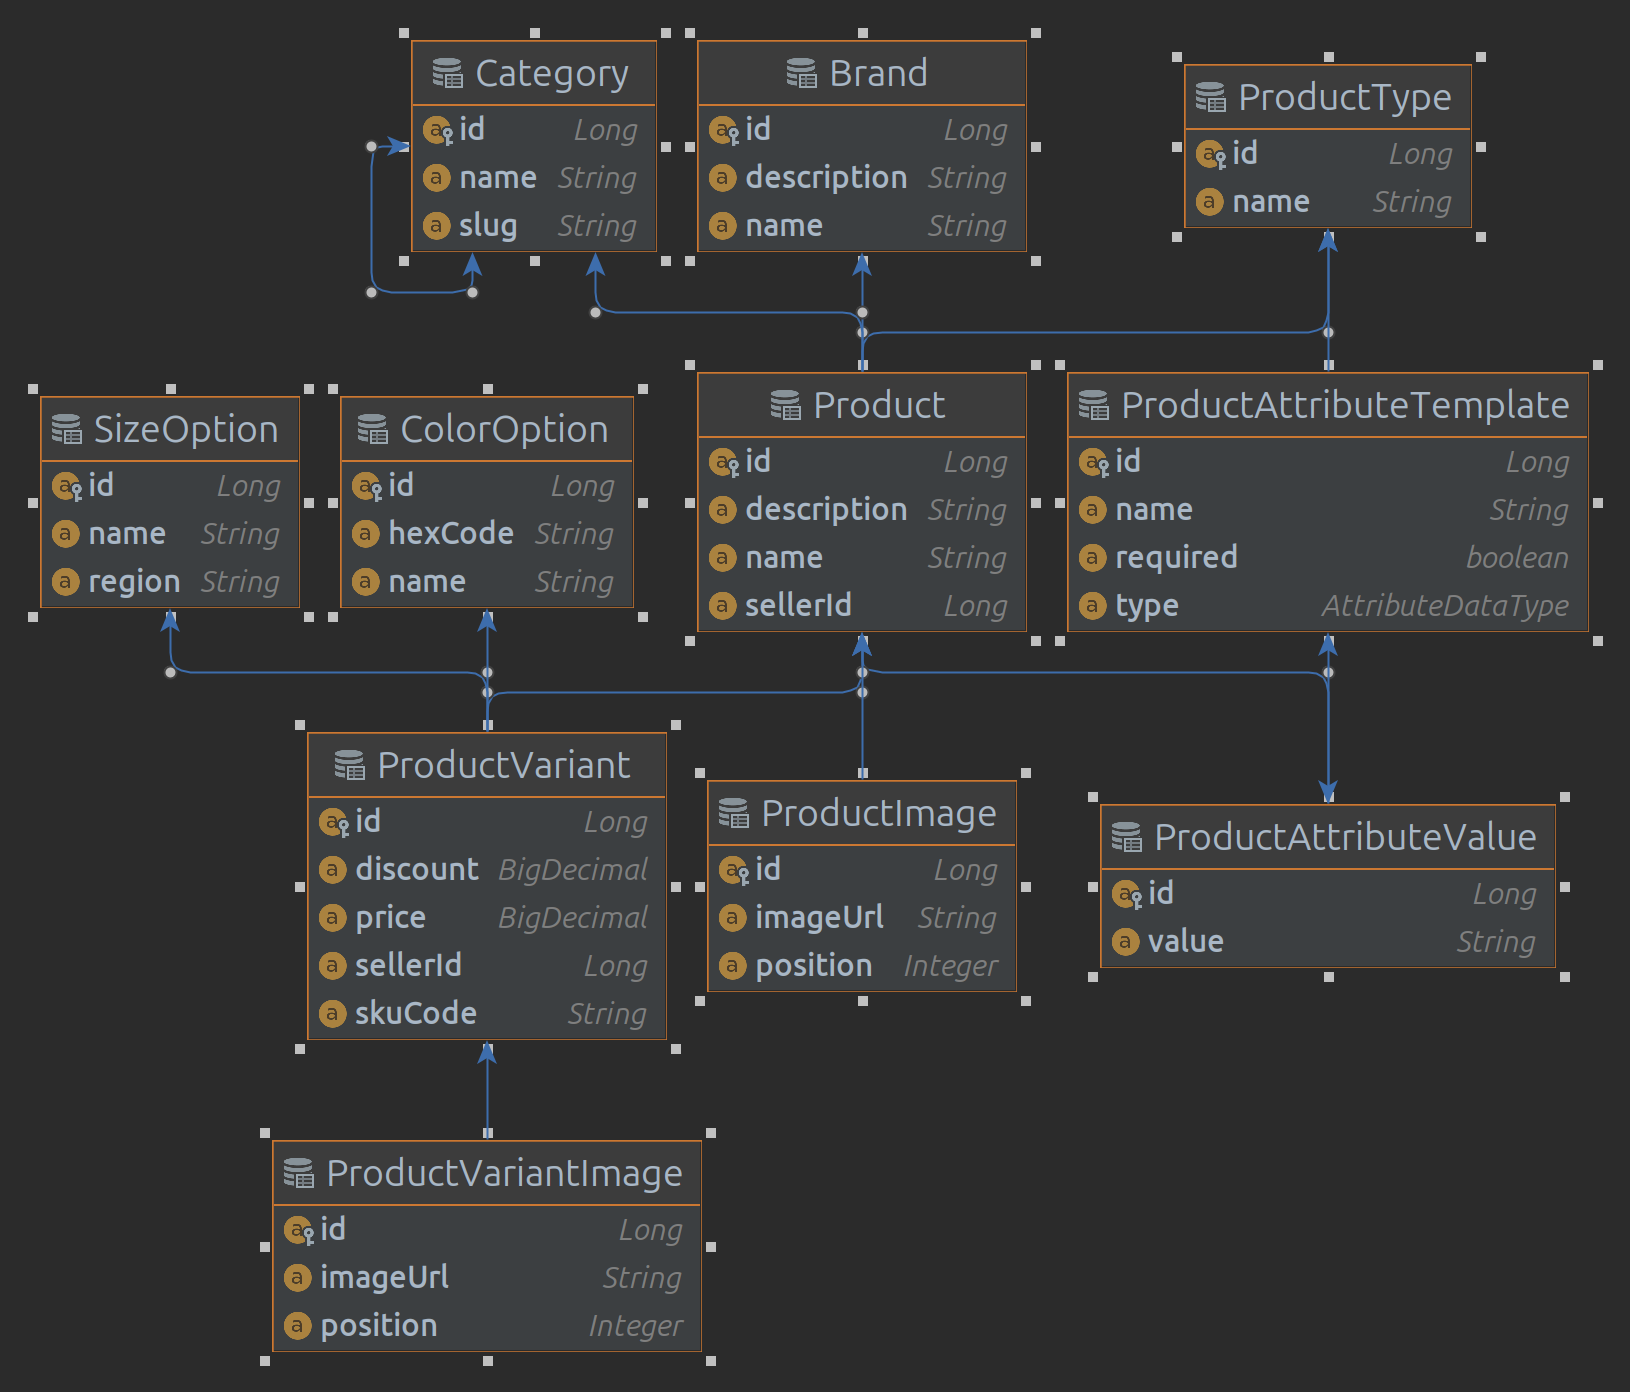 Category
id Long
name String
slug String
Brand
id Long
description String
name String
ProductType
id Long
name String
SizeOption
id Long
name String
region String
ColorOption
id Long
hexCode String
name String
Product
id Long
description String
name String
sellerId Long
ProductAttributeTemplate
id Long
name String
required boolean
type AttributeDataType
ProductVariant
id Long
discount BigDecimal
price BigDecimal
sellerId Long
skuCode String
ProductImage
id Long
imageUrl String
position Integer
ProductAttributeValue
id Long
value String
ProductVariantImage
id Long
imageUrl String
position Integer